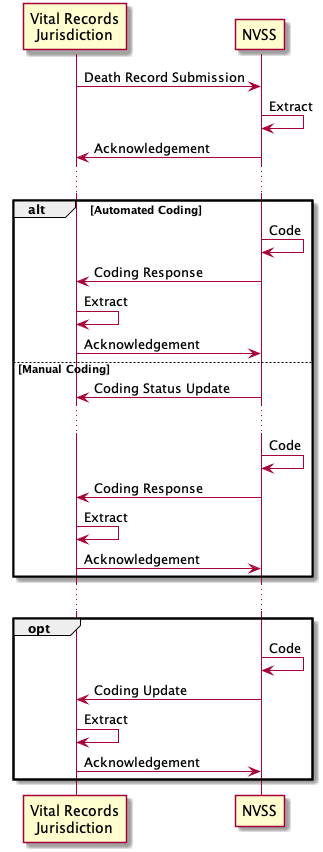 Vital Records
Jurisdiction
NVSS
Death Record Submission
Extract
Acknowledgement
alt
[Automated Coding]
Code
Coding Response
Extract
Acknowledgement
[Manual Coding]
Coding Status Update
Code
Coding Response
Extract
Acknowledgement
opt
Code
Coding Update
Extract
Acknowledgement
Vital Records
Jurisdiction
NVSS